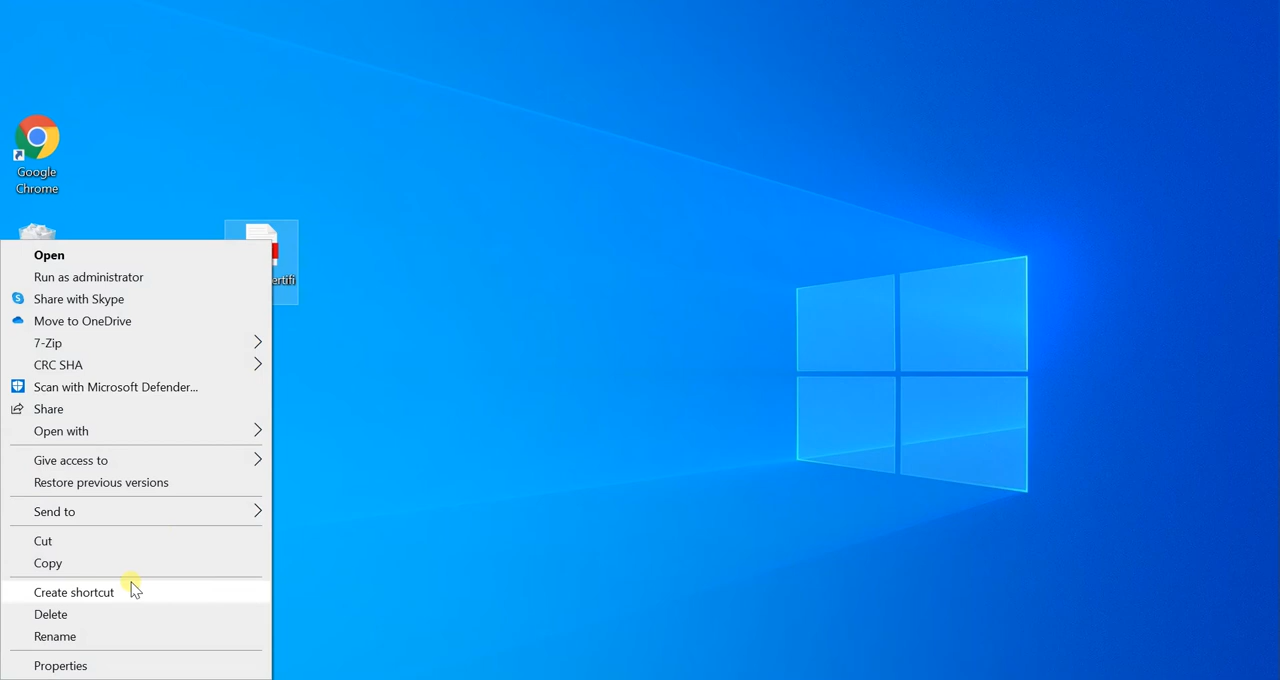 Google
Chrome
ertifi
Open
Run as administrator
Share with Skype
Move to OneDrive
7-Zip
CRC SHA
Scan with Microsoft Defender...
Share
Open with
Give access to
Restore previous versions
Send to
Cut
Copy
Create shortcut
Delete
Rename
Properties